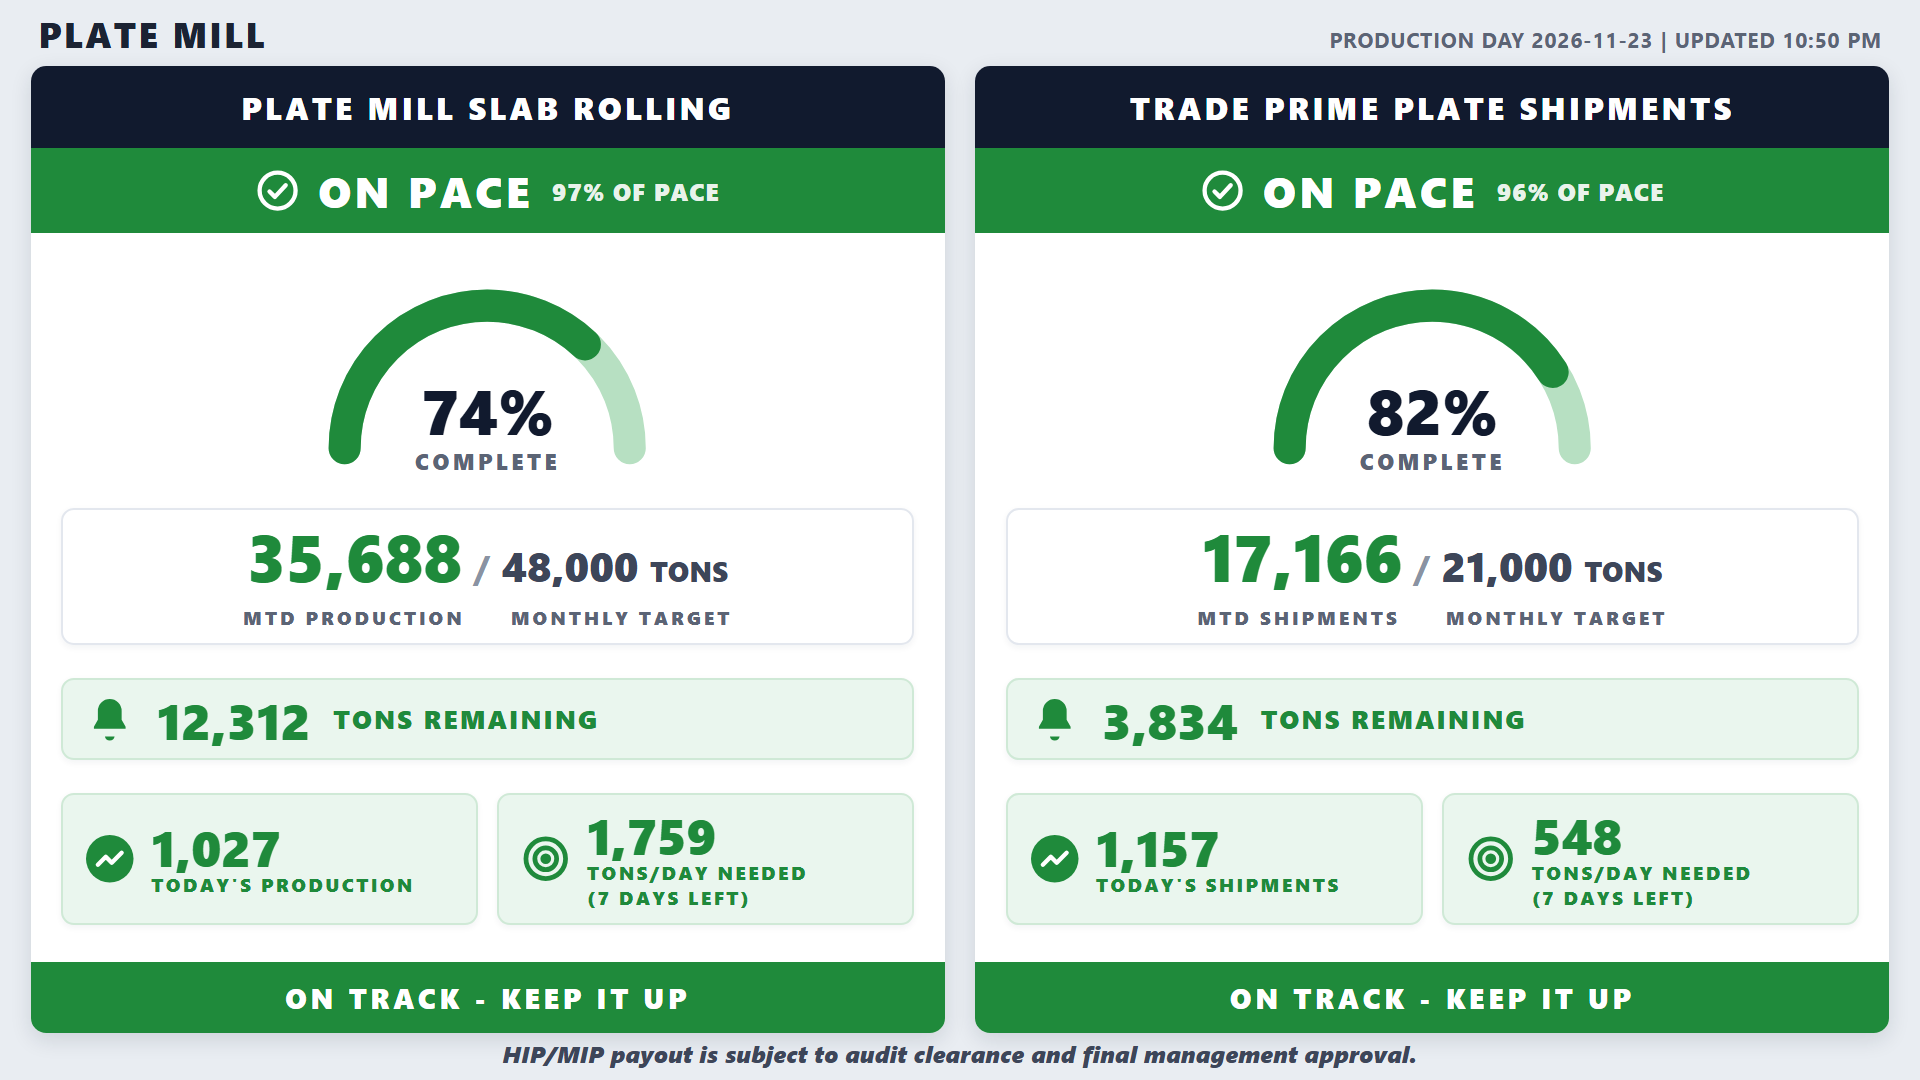 PLATE MILL
PRODUCTION DAY 2026-11-23 | UPDATED 10:50 PM
PLATE MILL SLAB ROLLING
ON PACE 97% OF PACE
74%
COMPLETE
35,688 / 48,000 TONS
MTD PRODUCTION MONTHLY TARGET
12,312 TONS REMAINING
1,027
TODAY'S PRODUCTION
1,759
TONS/DAY NEEDED
(7 DAYS LEFT)
ON TRACK - KEEP IT UP
TRADE PRIME PLATE SHIPMENTS
ON PACE 96% OF PACE
82%
COMPLETE
17,166 / 21,000 TONS
MTD SHIPMENTS MONTHLY TARGET
3,834 TONS REMAINING
1,157
TODAY'S SHIPMENTS
548
TONS/DAY NEEDED
(7 DAYS LEFT)
ON TRACK - KEEP IT UP
HIP/MIP payout is subject to audit clearance and final management approval.